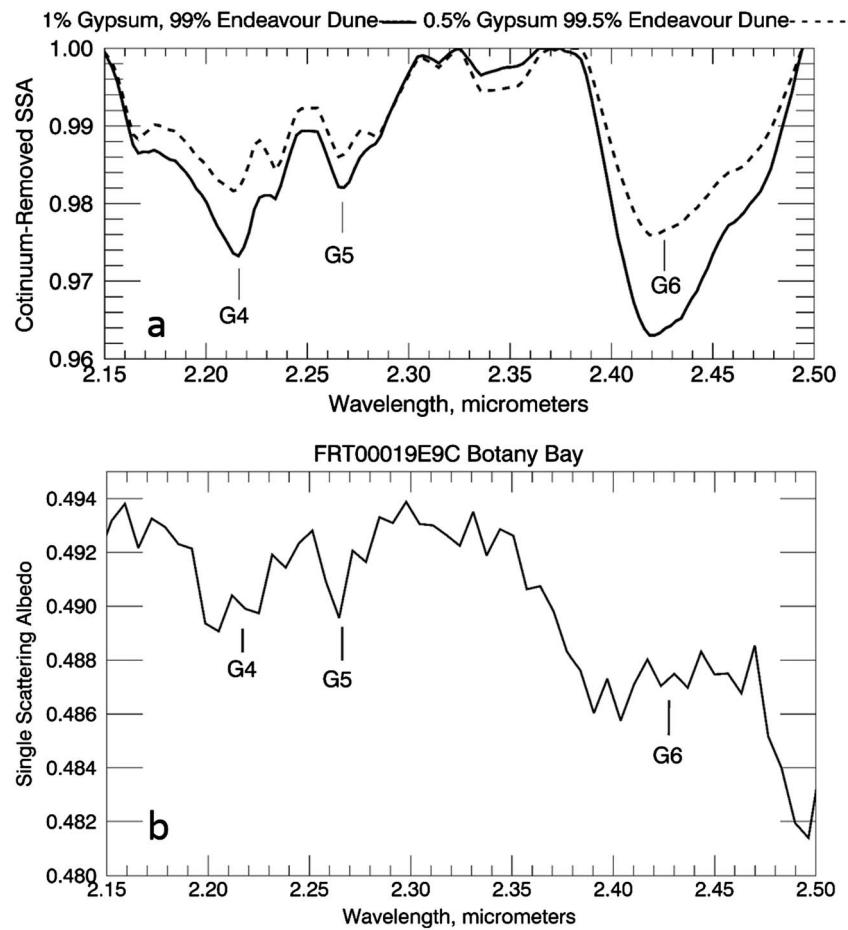 1% Gypsum, 99% Endeavour Dune 0.5% Gypsum 99.5% Endeavour Dune
1.00
0.99
0.98
0.97
0.96
Cotinuum-Removed SSA
G4
G5
G6
a
2.15 2.20 2.25 2.30 2.35 2.40 2.45 2.50
Wavelength, micrometers
FRT00019E9C Botany Bay
0.494
0.492
0.490
0.488
0.486
0.484
0.482
0.480
Single Scattering Albedo
G4
G5
G6
b
2.15 2.20 2.25 2.30 2.35 2.40 2.45 2.50
Wavelength, micrometers